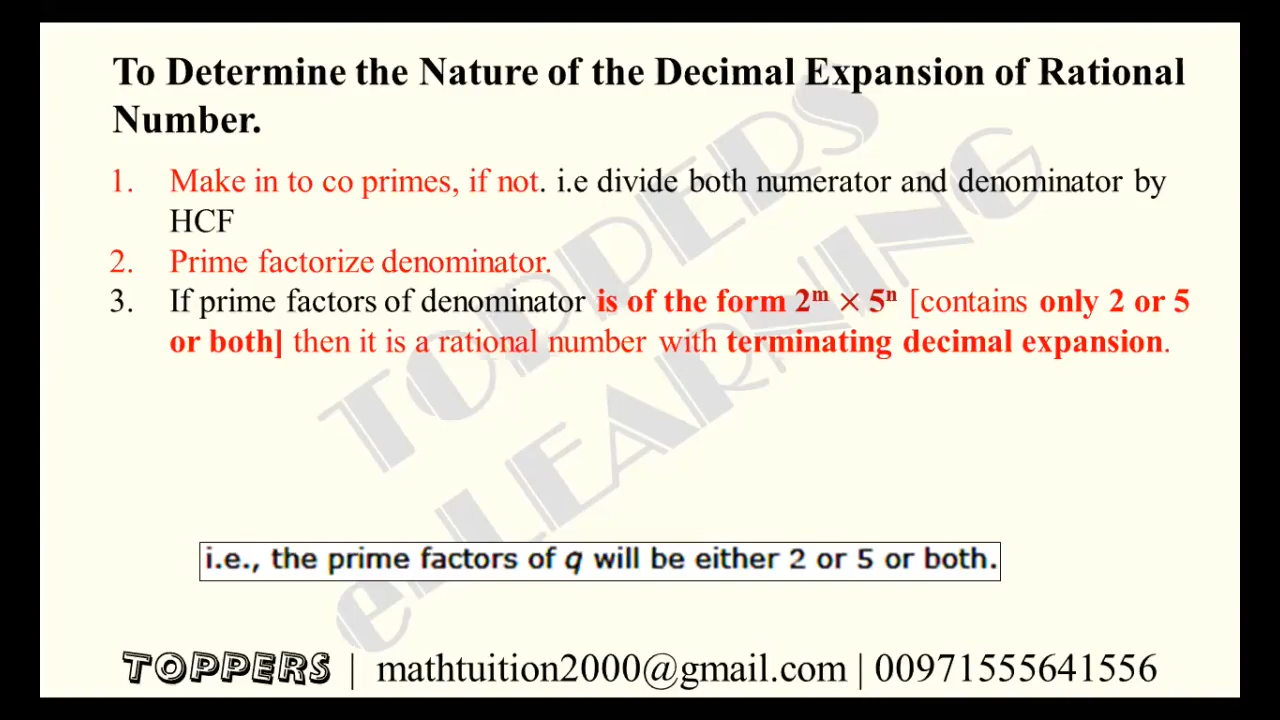 To Determine the Nature of the Decimal Expansion of Rational
Number.
1. Make in to co primes, if not. i.e divide both numerator and denominator by
HCF
2. Prime factorize denominator.
3. If prime factors of denominator is of the form 2ᵐ × 5ⁿ [contains only 2 or 5
or both] then it is a rational number with terminating decimal expansion.
TOPPERS
eLEARNING
i.e., the prime factors of q will be either 2 or 5 or both.
TOPPERS | mathtuition2000@gmail.com | 00971555641556